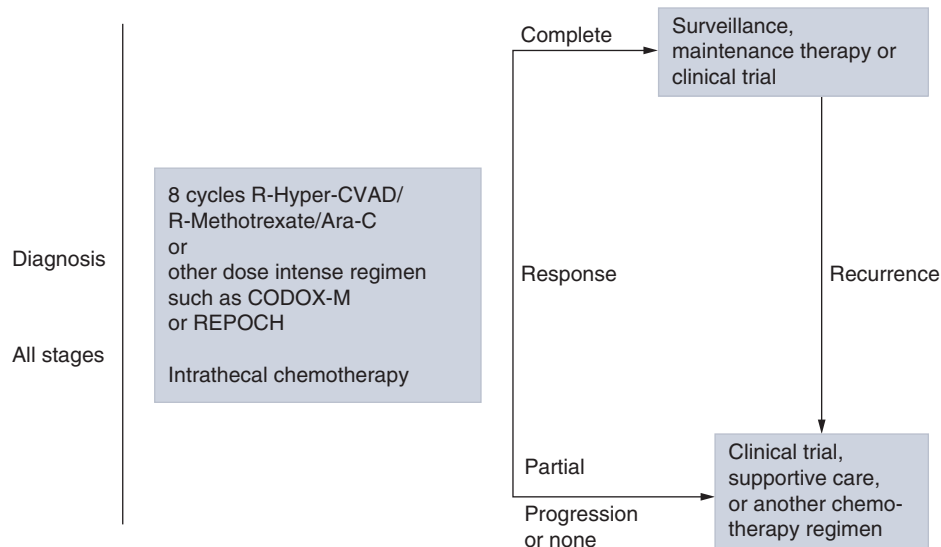 Diagnosis
All stages
8 cycles R-Hyper-CVAD/
R-Methotrexate/Ara-C
or
other dose intense regimen
such as CODOX-M
or REPOCH
Intrathecal chemotherapy
Response
Complete
Surveillance,
maintenance therapy or
clinical trial
Recurrence
Partial
Progression
or none
Clinical trial,
supportive care,
or another chemo-
therapy regimen